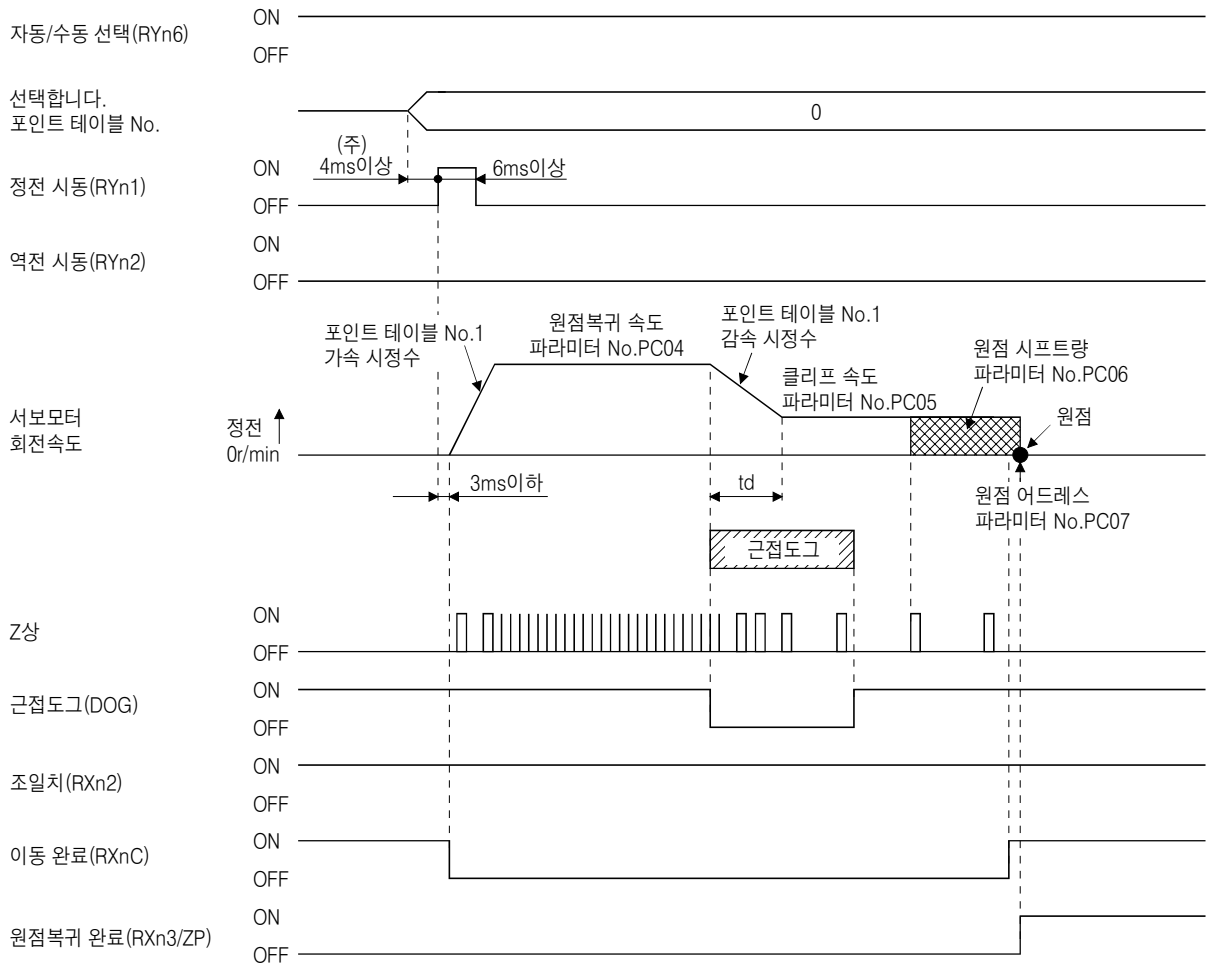 자동/수동 선택(RYn6)
ON
OFF
선택합니다.
포인트 테이블 No.
0
정전 시동(RYn1)
ON
OFF
(주)
4ms이상
6ms이상
역전 시동(RYn2)
ON
OFF
서보모터
회전속도
정전
0r/min
포인트 테이블 No.1
가속 시정수
원점복귀 속도
파라미터 No.PC04
포인트 테이블 No.1
감속 시정수
클리프 속도
파라미터 No.PC05
원점 시프트량
파라미터 No.PC06
원점
3ms이하
td
원점 어드레스
파라미터 No.PC07
근접도그
Z상
ON
OFF
근접도그(DOG)
ON
OFF
조일치(RXn2)
ON
OFF
이동 완료(RXnC)
ON
OFF
원점복귀 완료(RXn3/ZP)
ON
OFF